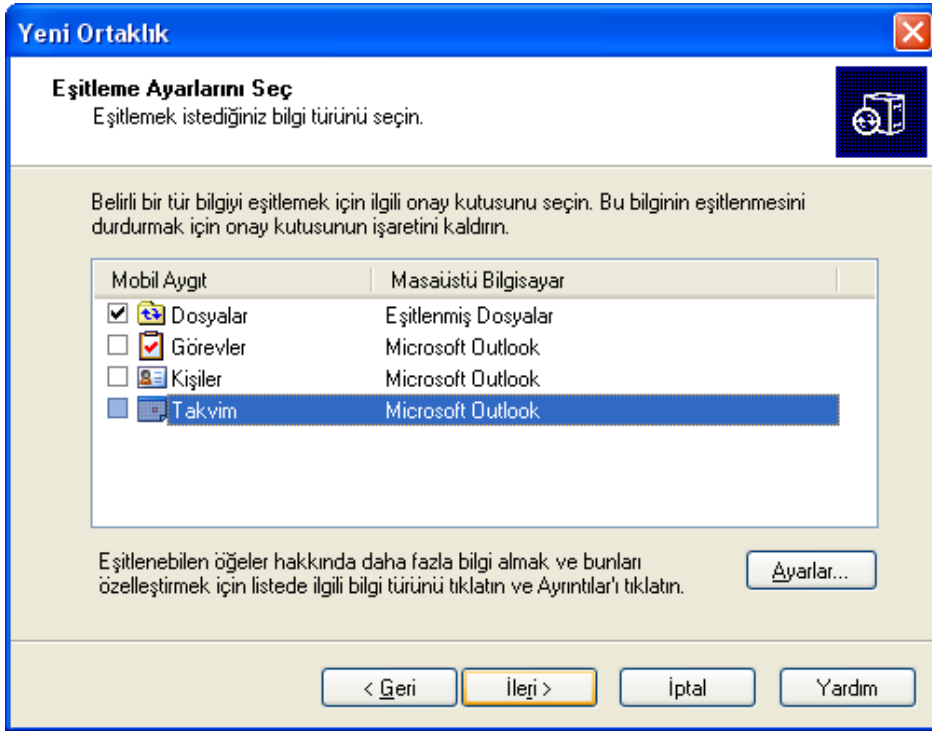 Yeni Ortaklık
Eşitleme Ayarlarını Seç
Eşitlemek istediğiniz bilgi türünü seçin.
Belirli bir tür bilgiyi eşitlemek için ilgili onay kutusunu seçin. Bu bilginin eşitlenmesini
durdurmak için onay kutusunun işaretini kaldırın.
Mobil Aygıt Masaüstü Bilgisayar
Dosyalar Eşitlenmiş Dosyalar
Görevler Microsoft Outlook
Kişiler Microsoft Outlook
Takvim Microsoft Outlook
Eşitlenebilen öğeler hakkında daha fazla bilgi almak ve bunları
özelleştirmek için listede ilgili bilgi türünü tıklatın ve Ayrıntılar'ı tıklatın.
Ayarlar...
< Geri İleri > İptal Yardım